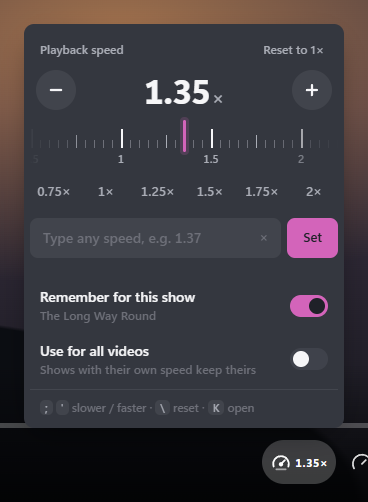 Playback speed Reset to 1×
− 1.35× +
5 1 1.5 2
0.75× 1× 1.25× 1.5× 1.75× 2×
Type any speed, e.g. 1.37 × Set
Remember for this show
The Long Way Round
Use for all videos
Shows with their own speed keep theirs
; ' slower / faster · \ reset · K open
1.35×